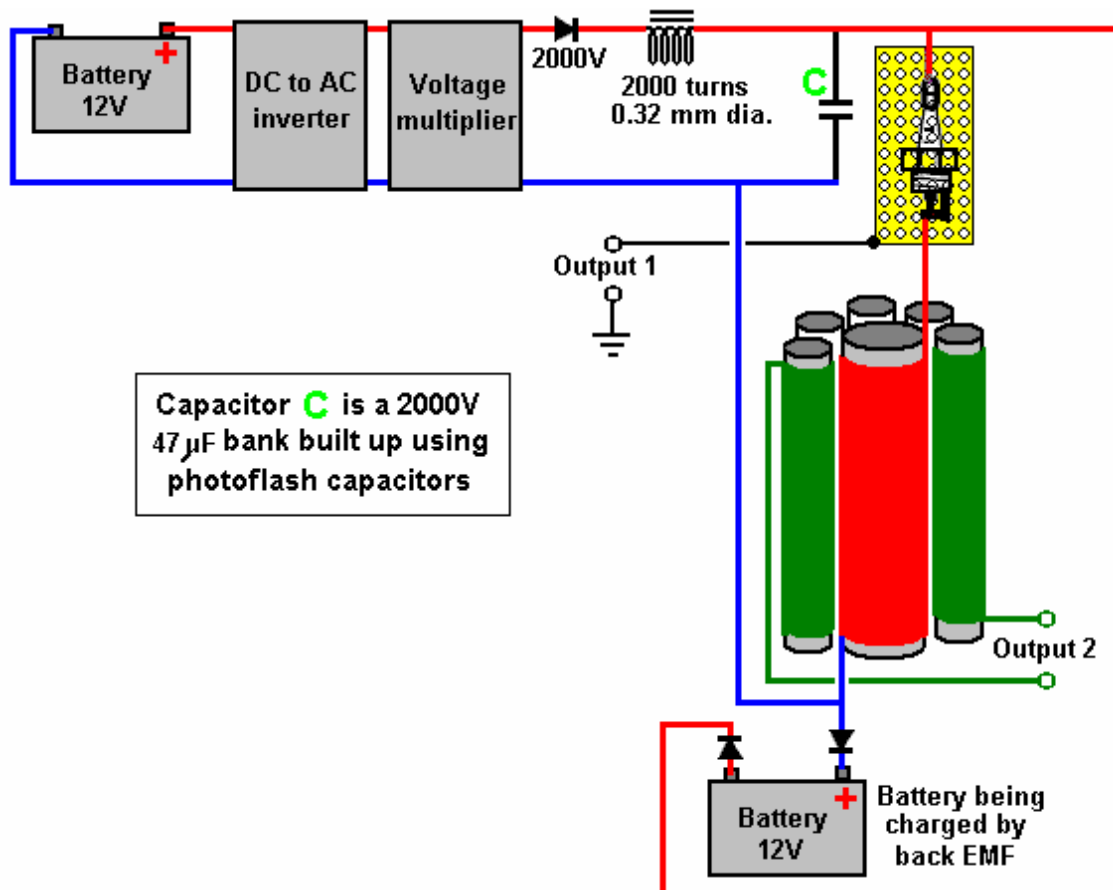 Battery
12V
+
DC to AC
inverter
Voltage
multiplier
2000V
2000 turns
0.32 mm dia.
C
Output 1
Capacitor C is a 2000V
47µF bank built up using
photoflash capacitors
Output 2
Battery
12V
+
Battery being
charged by
back EMF